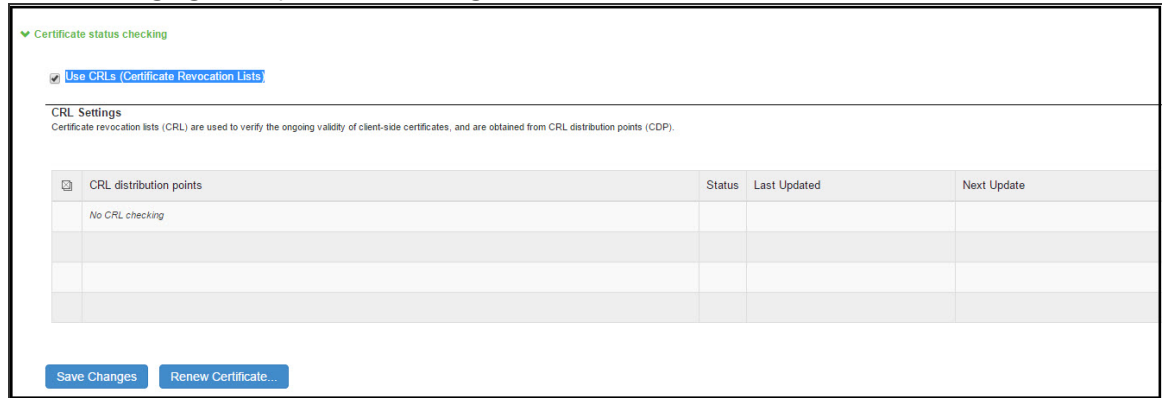 Certificate status checking
Use CRLs (Certificate Revocation Lists)
CRL Settings
Certificate revocation lists (CRL) are used to verify the ongoing validity of client-side certificates, and are obtained from CRL distribution points (CDP).
CRL distribution points Status Last Updated Next Update
No CRL checking
Save Changes Renew Certificate...